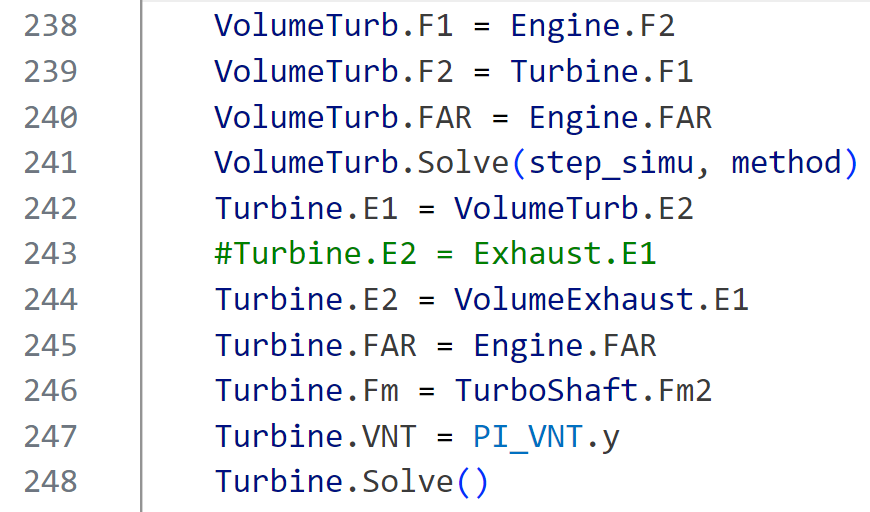 238 VolumeTurb.F1 = Engine.F2
239 VolumeTurb.F2 = Turbine.F1
240 VolumeTurb.FAR = Engine.FAR
241 VolumeTurb.Solve(step_simu, method)
242 Turbine.E1 = VolumeTurb.E2
243 #Turbine.E2 = Exhaust.E1
244 Turbine.E2 = VolumeExhaust.E1
245 Turbine.FAR = Engine.FAR
246 Turbine.Fm = TurboShaft.Fm2
247 Turbine.VNT = PI_VNT.y
248 Turbine.Solve()